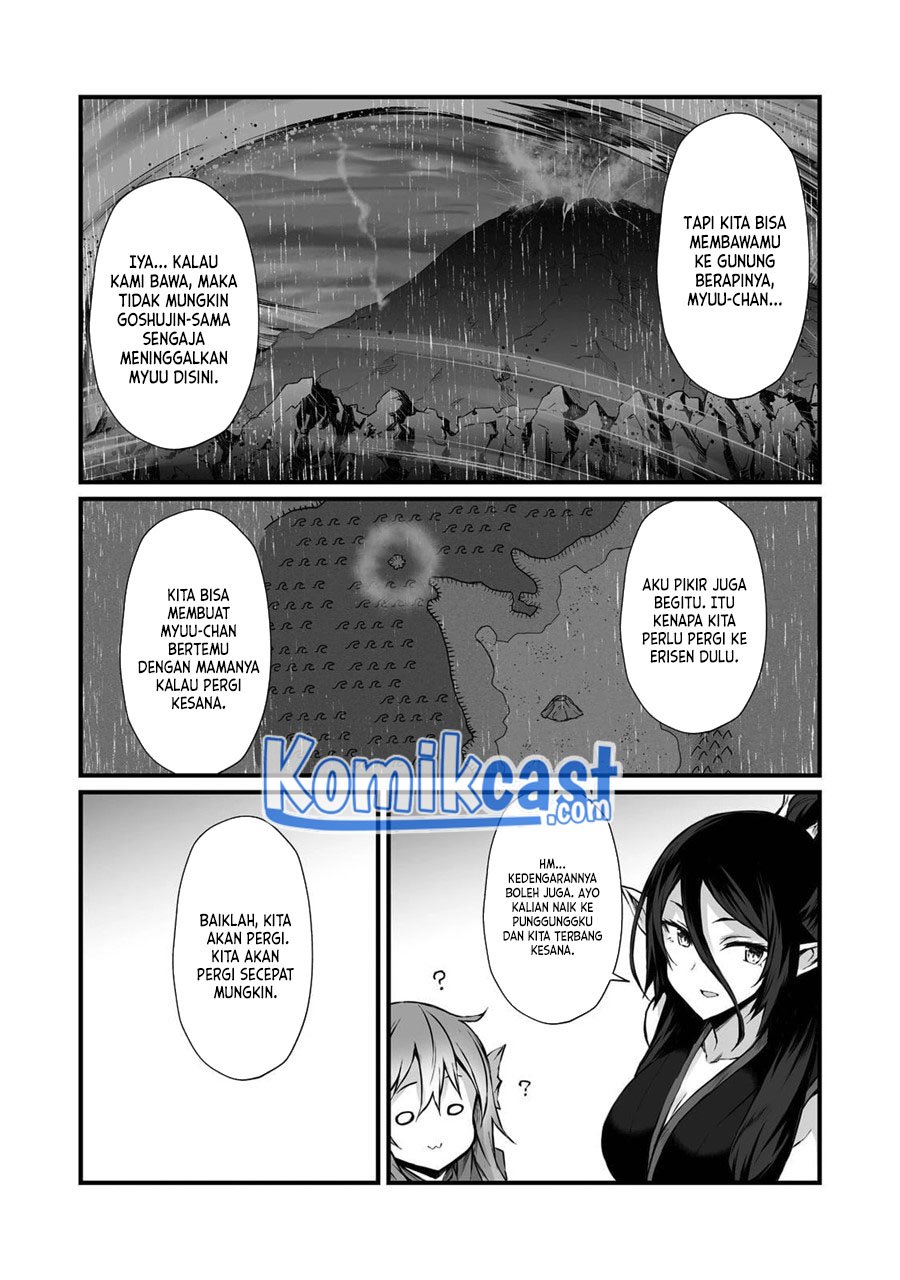 TAPI KITA BISA
MEMBAWAMU
KE GUNUNG
BERAPINYA,
MYUU-CHAN...
IYA... KALAU
KAMI BAWA, MAKA
TIDAK MUNGKIN
GOSHUJIN-SAMA
SENGAJA
MENINGGALKAN
MYUU DISINI.
AKU PIKIR JUGA
BEGITU. ITU
KENAPA KITA
PERLU PERGI KE
ERISEN DULU.
KITA BISA
MEMBUAT
MYUU-CHAN
BERTEMU
DENGAN MAMANYA
KALAU PERGI
KESANA.
Komikcast
.com
HM...
KEDENGARANNYA
BOLEH JUGA. AYO
KALIAN NAIK KE
PUNGGUNGKU
DAN KITA TERBANG
KESANA.
?
?
BAIKLAH, KITA
AKAN PERGI.
KITA AKAN
PERGI SECEPAT
MUNGKIN.